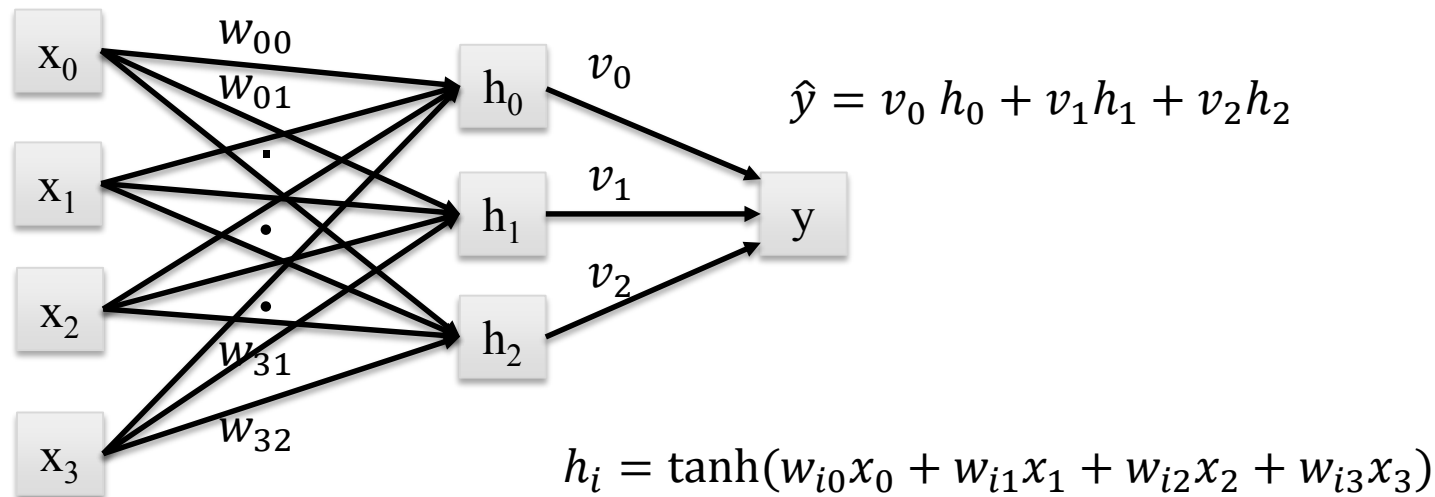 x₀
x₁
x₂
x₃
w₀₀
w₀₁
w₃₁
w₃₂
h₀
h₁
h₂
v₀
v₁
v₂
y
ŷ = v₀ h₀ + v₁h₁ + v₂h₂
hᵢ = tanh(wᵢ₀x₀ + wᵢ₁x₁ + wᵢ₂x₂ + wᵢ₃x₃)